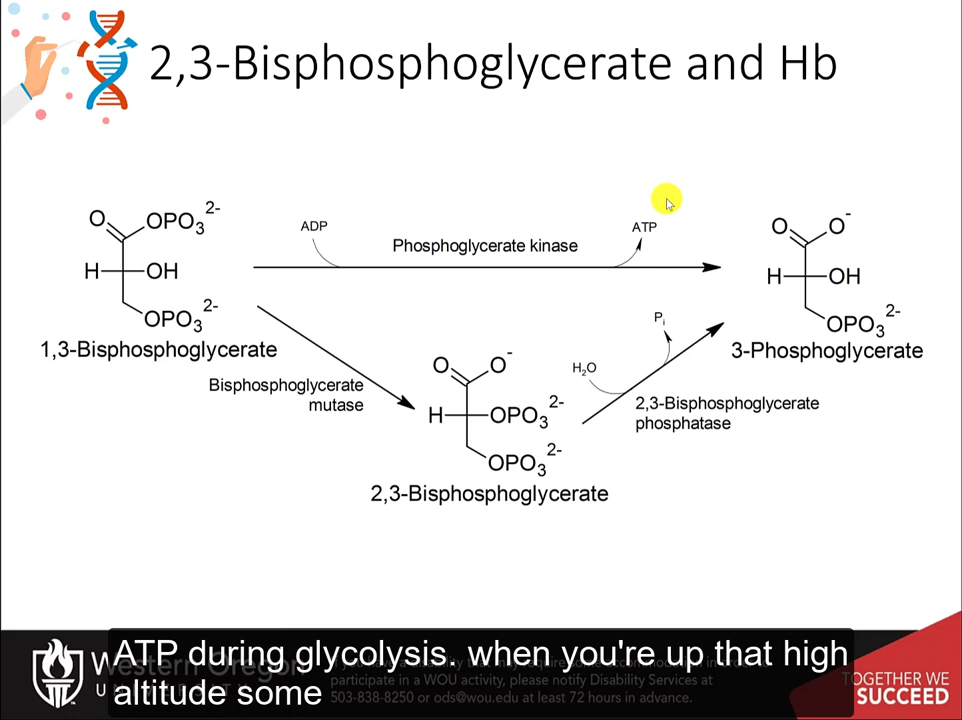 2,3-Bisphosphoglycerate and Hb
O
OPO3 2-
H
OH
OPO3 2-
1,3-Bisphosphoglycerate
ADP
Phosphoglycerate kinase
ATP
O
O-
H
OH
OPO3 2-
3-Phosphoglycerate
Bisphosphoglycerate
mutase
O
O-
H
OPO3 2-
OPO3 2-
2,3-Bisphosphoglycerate
H2O
Pi
2,3-Bisphosphoglycerate
phosphatase
ATP during glycolysis. when you're up that high
altitude some
Western Oregon
participate in a WOU activity, please notify Disability Services at
503-838-8250 or ods@wou.edu at least 72 hours in advance.
TOGETHER WE
SUCCEED